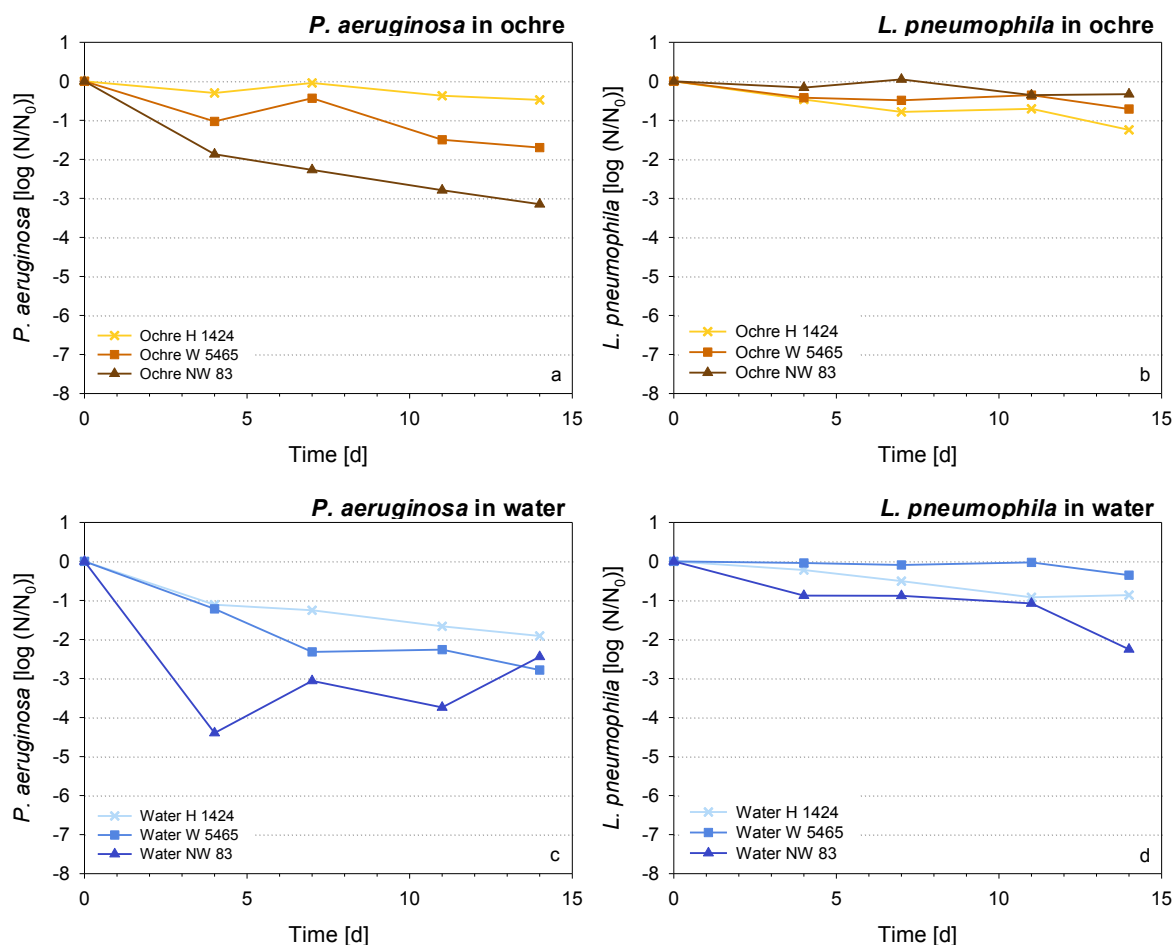 P. aeruginosa in ochre
P. aeruginosa [log (N/N₀)]
1
0
-1
-2
-3
-4
-5
-6
-7
-8
Ochre H 1424
Ochre W 5465
Ochre NW 83
a
0
5
10
15
Time [d]
L. pneumophila in ochre
L. pneumophila [log (N/N₀)]
1
0
-1
-2
-3
-4
-5
-6
-7
-8
Ochre H 1424
Ochre W 5465
Ochre NW 83
b
0
5
10
15
Time [d]
P. aeruginosa in water
P. aeruginosa [log (N/N₀)]
1
0
-1
-2
-3
-4
-5
-6
-7
-8
Water H 1424
Water W 5465
Water NW 83
c
0
5
10
15
Time [d]
L. pneumophila in water
L. pneumophila [log (N/N₀)]
1
0
-1
-2
-3
-4
-5
-6
-7
-8
Water H 1424
Water W 5465
Water NW 83
d
0
5
10
15
Time [d]